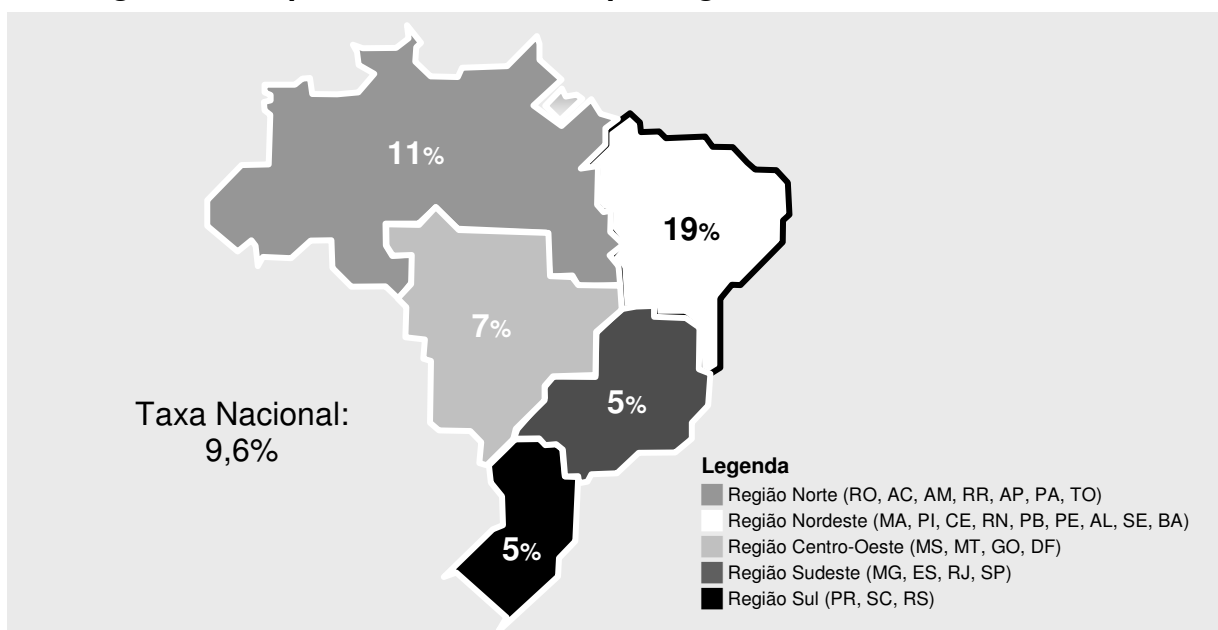 11%
19%
7%
5%
Taxa Nacional:
9,6%
5%
Legenda
Região Norte (RO, AC, AM, RR, AP, PA, TO)
Região Nordeste (MA, PI, CE, RN, PB, PE, AL, SE, BA)
Região Centro-Oeste (MS, MT, GO, DF)
Região Sudeste (MG, ES, RJ, SP)
Região Sul (PR, SC, RS)